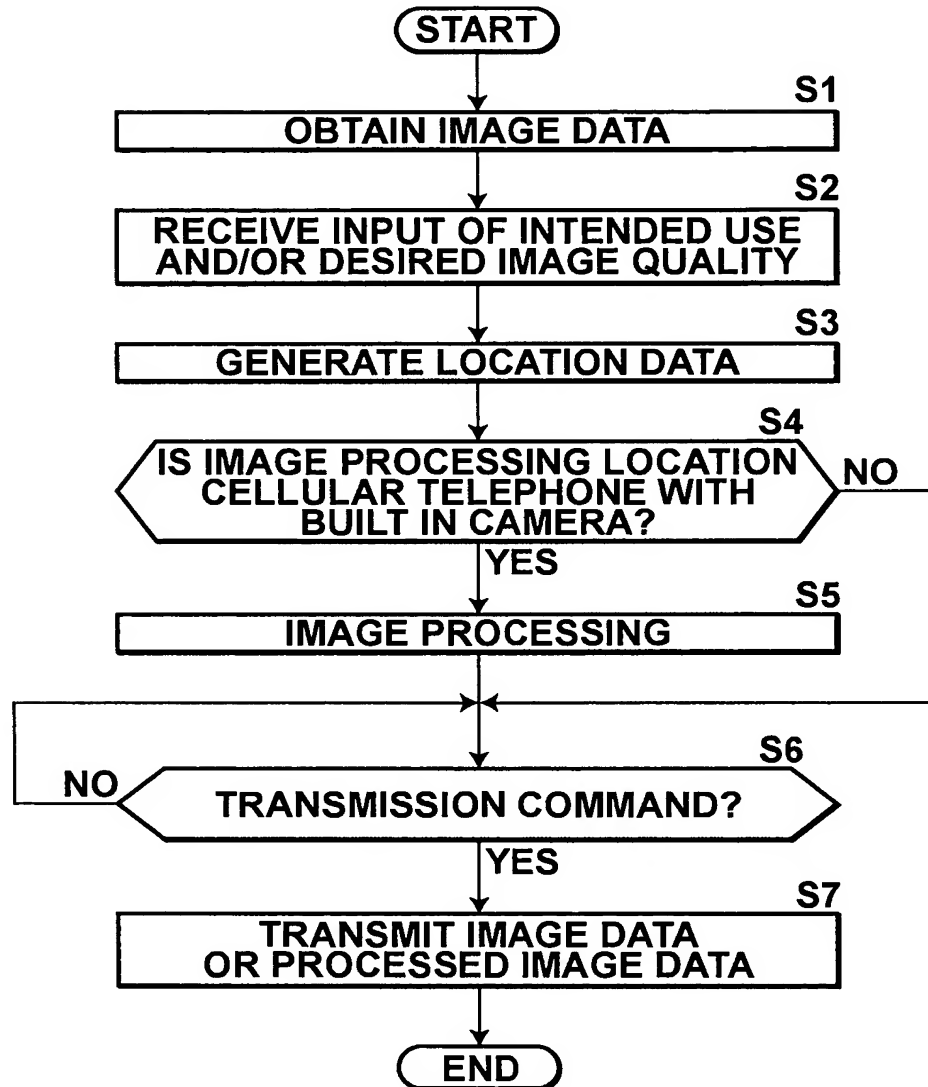 START
S1
OBTAIN IMAGE DATA
S2
RECEIVE INPUT OF INTENDED USE
AND/OR DESIRED IMAGE QUALITY
S3
GENERATE LOCATION DATA
S4
IS IMAGE PROCESSING LOCATION
CELLULAR TELEPHONE WITH
BUILT IN CAMERA?
NO
YES
S5
IMAGE PROCESSING
S6
NO
TRANSMISSION COMMAND?
YES
S7
TRANSMIT IMAGE DATA
OR PROCESSED IMAGE DATA
END